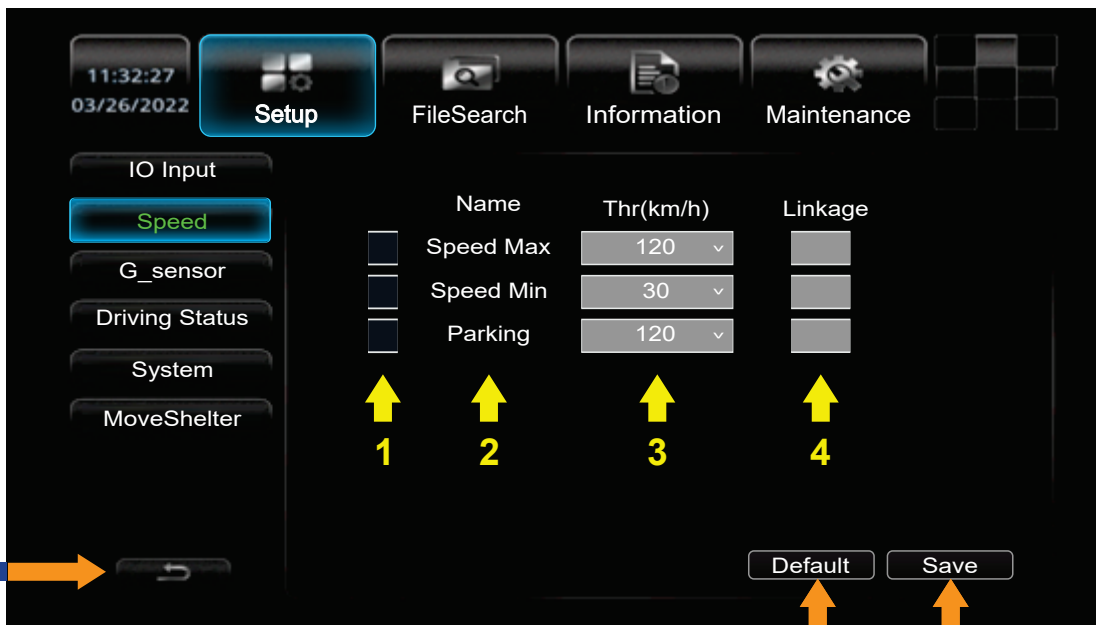 11:32:27
03/26/2022
Setup
FileSearch
Information
Maintenance
IO Input
Speed
G_sensor
Driving Status
System
MoveShelter
Name Thr(km/h) Linkage
Speed Max 120
Speed Min 30
Parking 120
1 2 3 4
Default Save